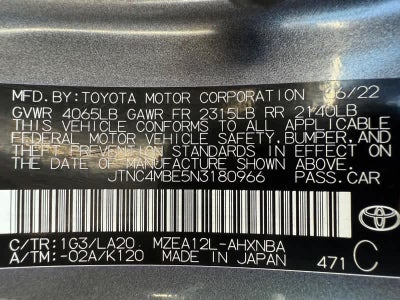 MFD.BY:TOYOTA MOTOR CORPORATION 06/22
GVWR 4065LB GAWR FR 2315LB RR 2140LB
THIS VEHICLE CONFORMS TO ALL APPLICABLE
FEDERAL MOTOR VEHICLE SAFETY,BUMPER,AND
THEFT PREVENTION STANDARDS IN EFFECT ON
THE DATE OF MANUFACTURE SHOWN ABOVE.
JTNC4MBE5N3180966 PASS.CAR
C/TR:1G3/LA20. MZEA12L-AHXNBA
A/TM:-02A/K120 MADE IN JAPAN 471 C
TOYOTA